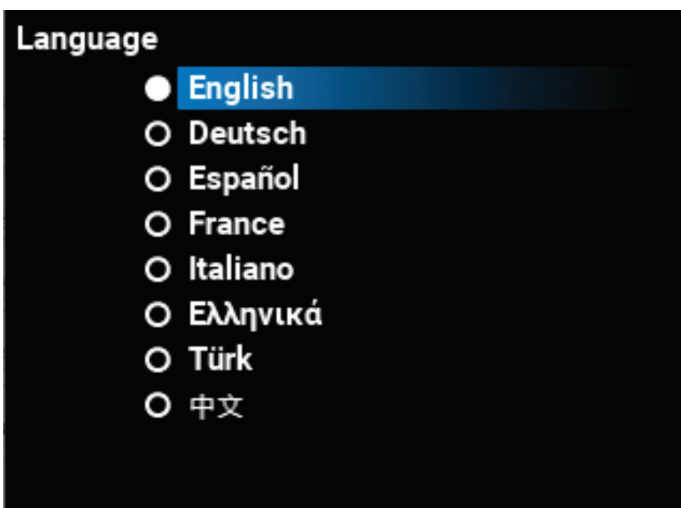 Language
English
Deutsch
Español
France
Italiano
Ελληνικά
Türk
中文